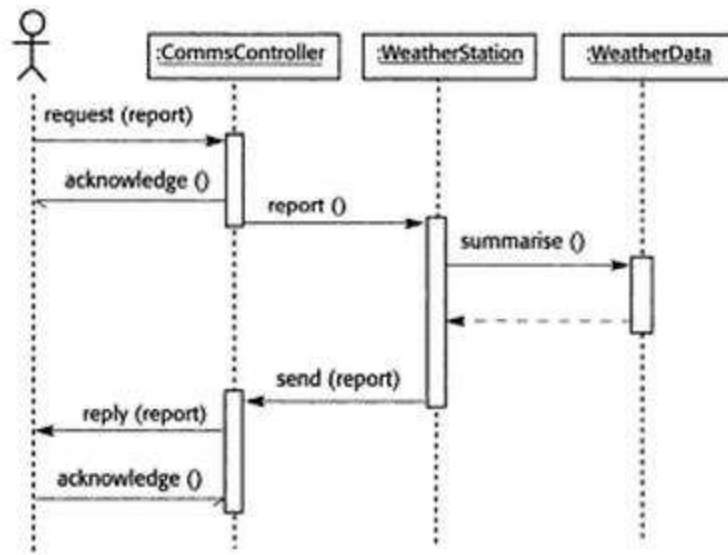 :CommsController
:WeatherStation
:WeatherData
request (report)
acknowledge ()
report ()
summarise ()
send (report)
reply (report)
acknowledge ()